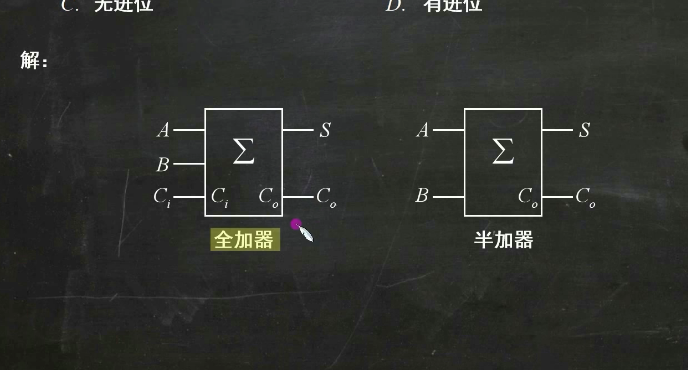 C. 无进位 D. 有进位
解：
A S A S
Σ Σ
B
C_i C_i C_o C_o B C_o C_o
全加器 半加器